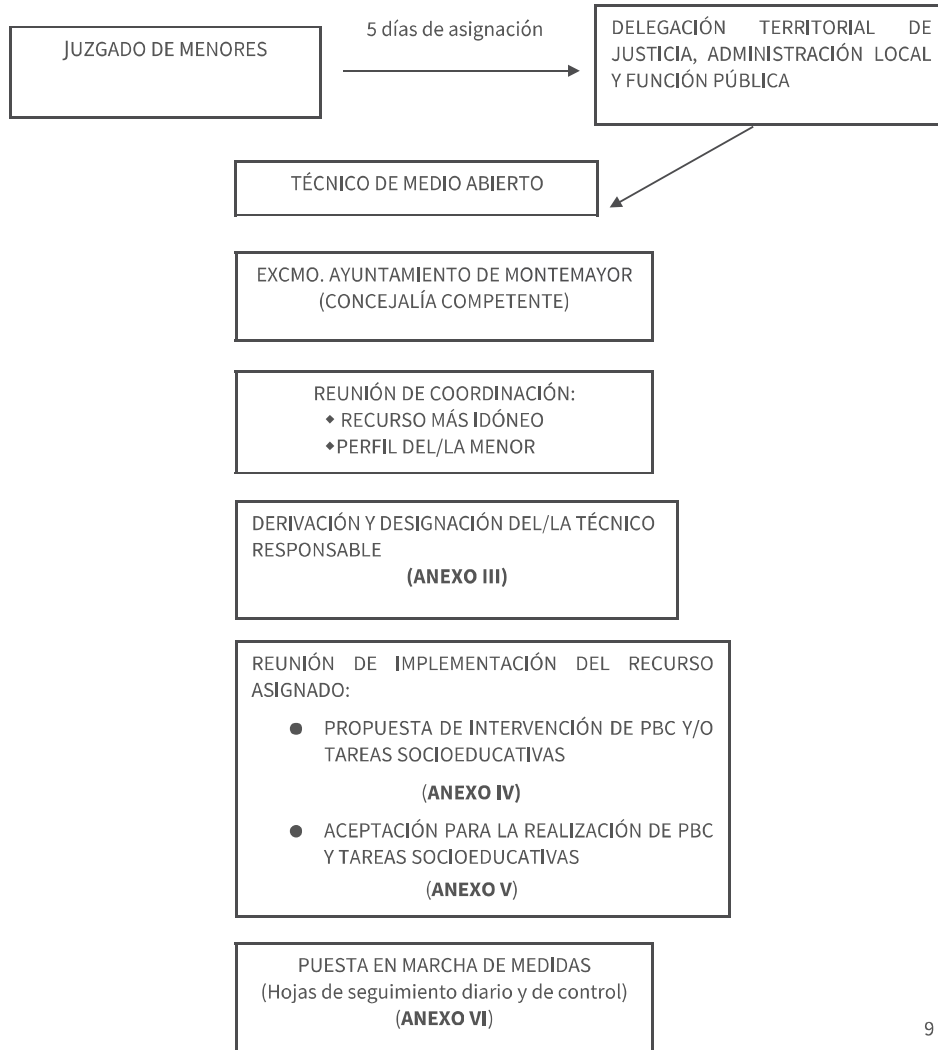 JUZGADO DE MENORES
5 días de asignación
DELEGACIÓN TERRITORIAL DE
JUSTICIA, ADMINISTRACIÓN LOCAL
Y FUNCIÓN PÚBLICA
TÉCNICO DE MEDIO ABIERTO
EXCMO. AYUNTAMIENTO DE MONTEMAYOR
(CONCEJALÍA COMPETENTE)
REUNIÓN DE COORDINACIÓN:
◆ RECURSO MÁS IDÓNEO
◆PERFIL DEL/LA MENOR
DERIVACIÓN Y DESIGNACIÓN DEL/LA TÉCNICO
RESPONSABLE
(ANEXO III)
REUNIÓN DE IMPLEMENTACIÓN DEL RECURSO
ASIGNADO:
● PROPUESTA DE INTERVENCIÓN DE PBC Y/O
TAREAS SOCIOEDUCATIVAS
(ANEXO IV)
● ACEPTACIÓN PARA LA REALIZACIÓN DE PBC
Y TAREAS SOCIOEDUCATIVAS
(ANEXO V)
PUESTA EN MARCHA DE MEDIDAS
(Hojas de seguimiento diario y de control)
(ANEXO VI)
9